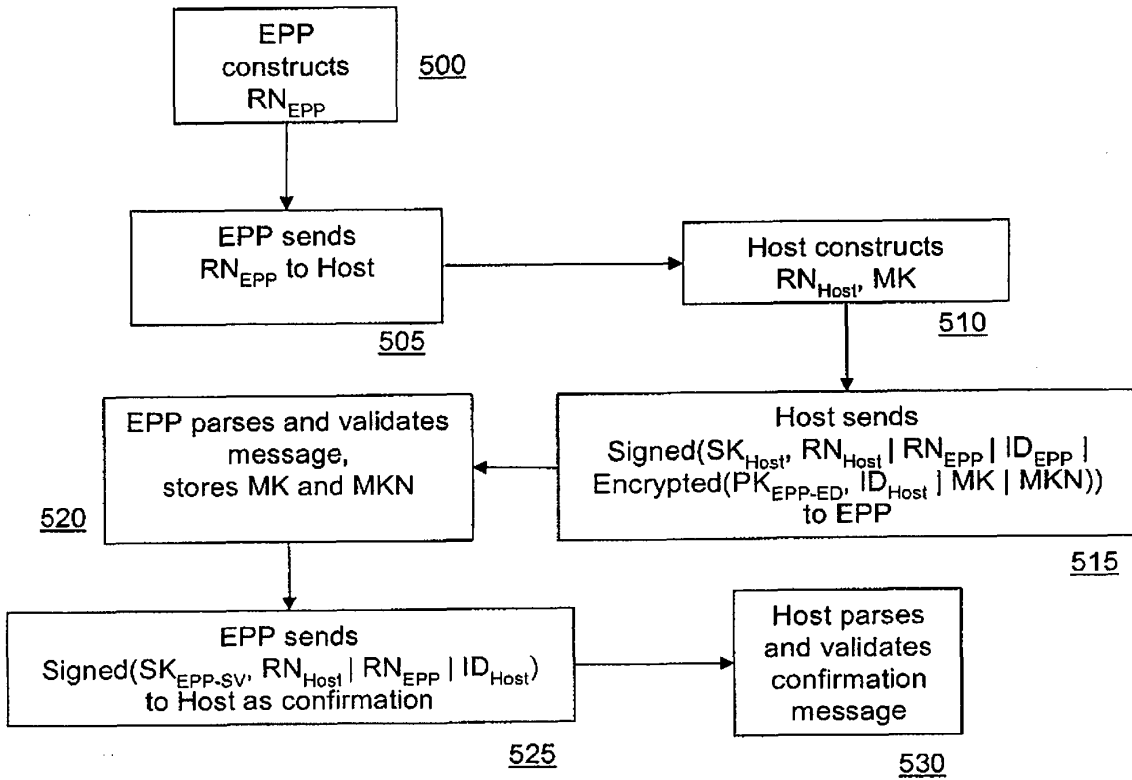 EPP
constructs
RN_EPP
500
EPP sends
RN_EPP to Host
505
Host constructs
RN_Host, MK
510
Host sends
Signed(SK_Host, RN_Host | RN_EPP | ID_EPP |
Encrypted(PK_EPP-ED, ID_Host | MK | MKN))
to EPP
515
EPP parses and validates
message,
stores MK and MKN
520
EPP sends
Signed(SK_EPP-SV, RN_Host | RN_EPP | ID_Host)
to Host as confirmation
525
Host parses
and validates
confirmation
message
530